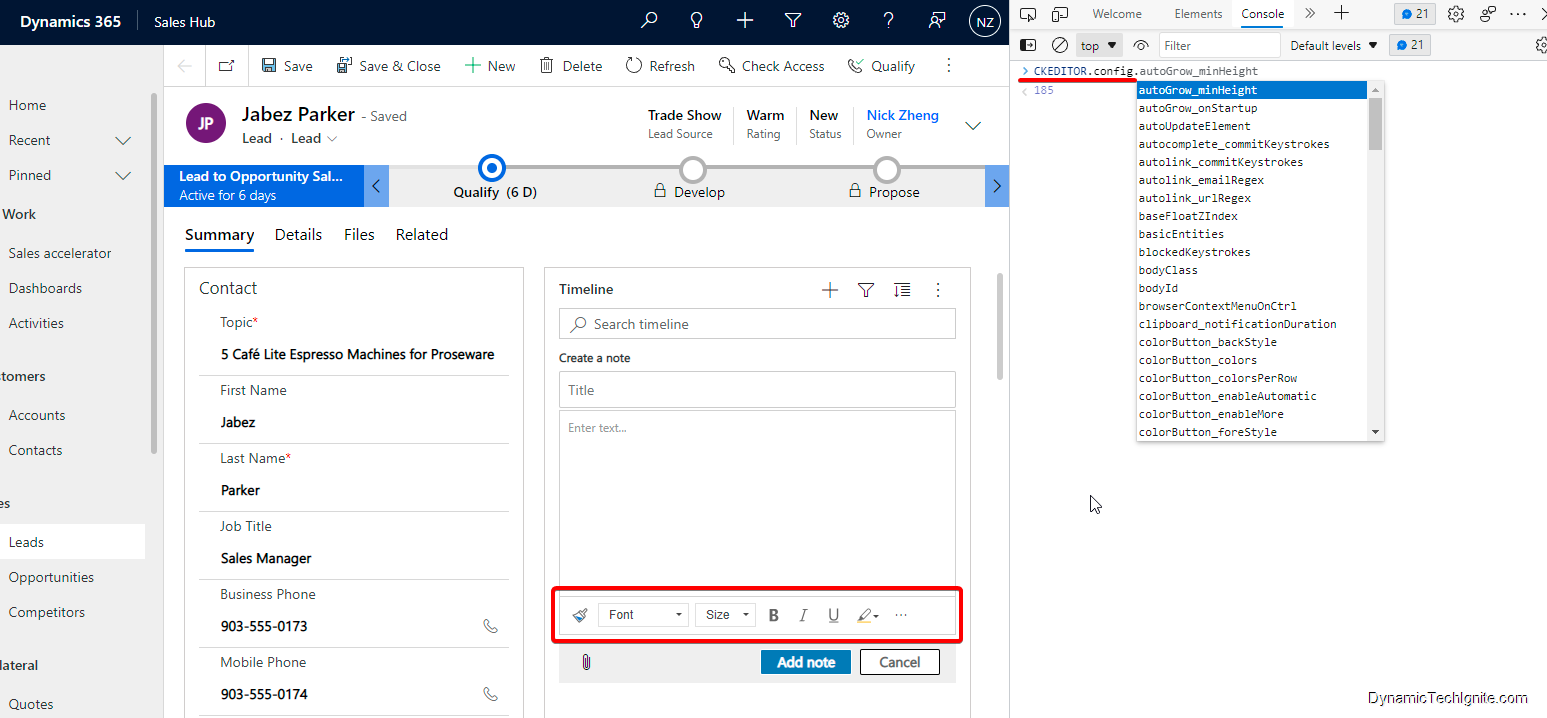 Dynamics 365
Sales Hub
NZ
Save
Save & Close
New
Delete
Refresh
Check Access
Qualify
Home
Recent
Pinned
Work
Sales accelerator
Dashboards
Activities
stomers
Accounts
Contacts
es
Leads
Opportunities
Competitors
lateral
Quotes
JP
Jabez Parker - Saved
Lead · Lead
Trade Show
Lead Source
Warm
Rating
New
Status
Nick Zheng
Owner
Lead to Opportunity Sal...
Active for 6 days
Qualify (6 D)
Develop
Propose
Summary Details Files Related
Contact
Topic*
5 Café Lite Espresso Machines for Proseware
First Name
Jabez
Last Name*
Parker
Job Title
Sales Manager
Business Phone
903-555-0173
Mobile Phone
903-555-0174
Timeline
Search timeline
Create a note
Title
Enter text...
Font Size B I U
Add note Cancel
Welcome Elements Console 21
top Filter Default levels 21
CKEDITOR.config.autoGrow_minHeight
185
autoGrow_minHeight
autoGrow_onStartup
autoUpdateElement
autocomplete_commitKeystrokes
autolink_commitKeystrokes
autolink_emailRegex
autolink_urlRegex
baseFloatZIndex
basicEntities
blockedKeystrokes
bodyClass
bodyId
browserContextMenuOnCtrl
clipboard_notificationDuration
colorButton_backStyle
colorButton_colors
colorButton_colorsPerRow
colorButton_enableAutomatic
colorButton_enableMore
colorButton_foreStyle
DynamicTechIgnite.com